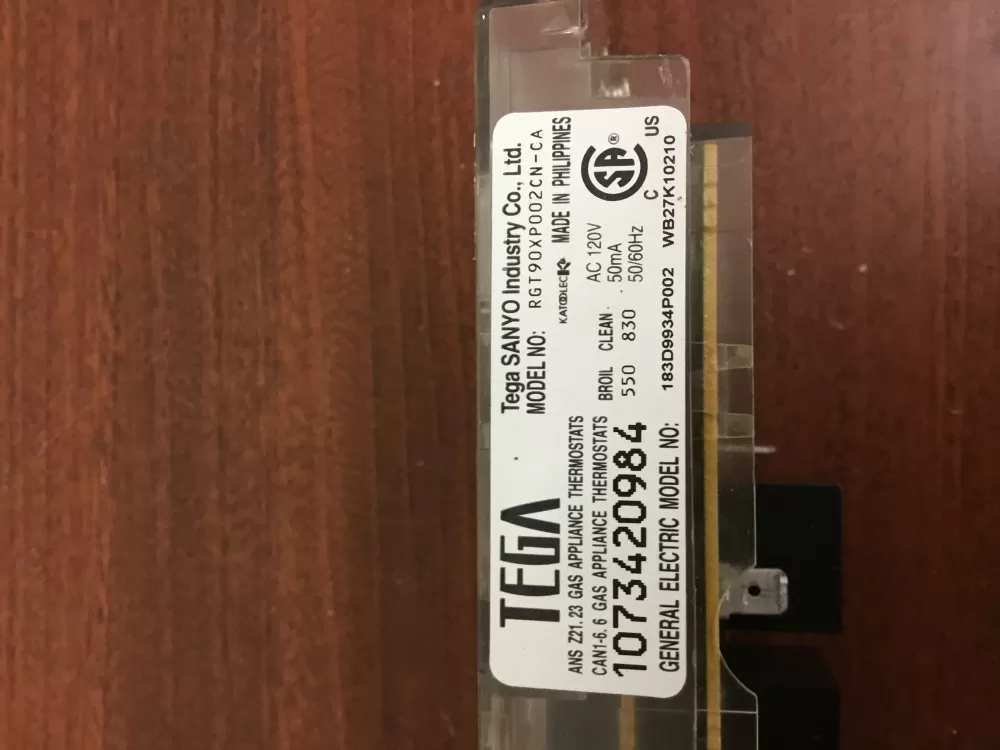 TEGA
Tega SANYO Industry Co., Ltd.
MODEL NO: RGT90XP002CN-CA
KATOOLEC K MADE IN PHILIPPINES
ANS Z21.23 GAS APPLIANCE THERMOSTATS
CAN1-6.6 GAS APPLIANCE THERMOSTATS
BROIL CLEAN
550 830
AC 120V
50mA
50/60Hz
SA®
C US
1073420984
GENERAL ELECTRIC MODEL NO: 183D9934P002 WB27K10210